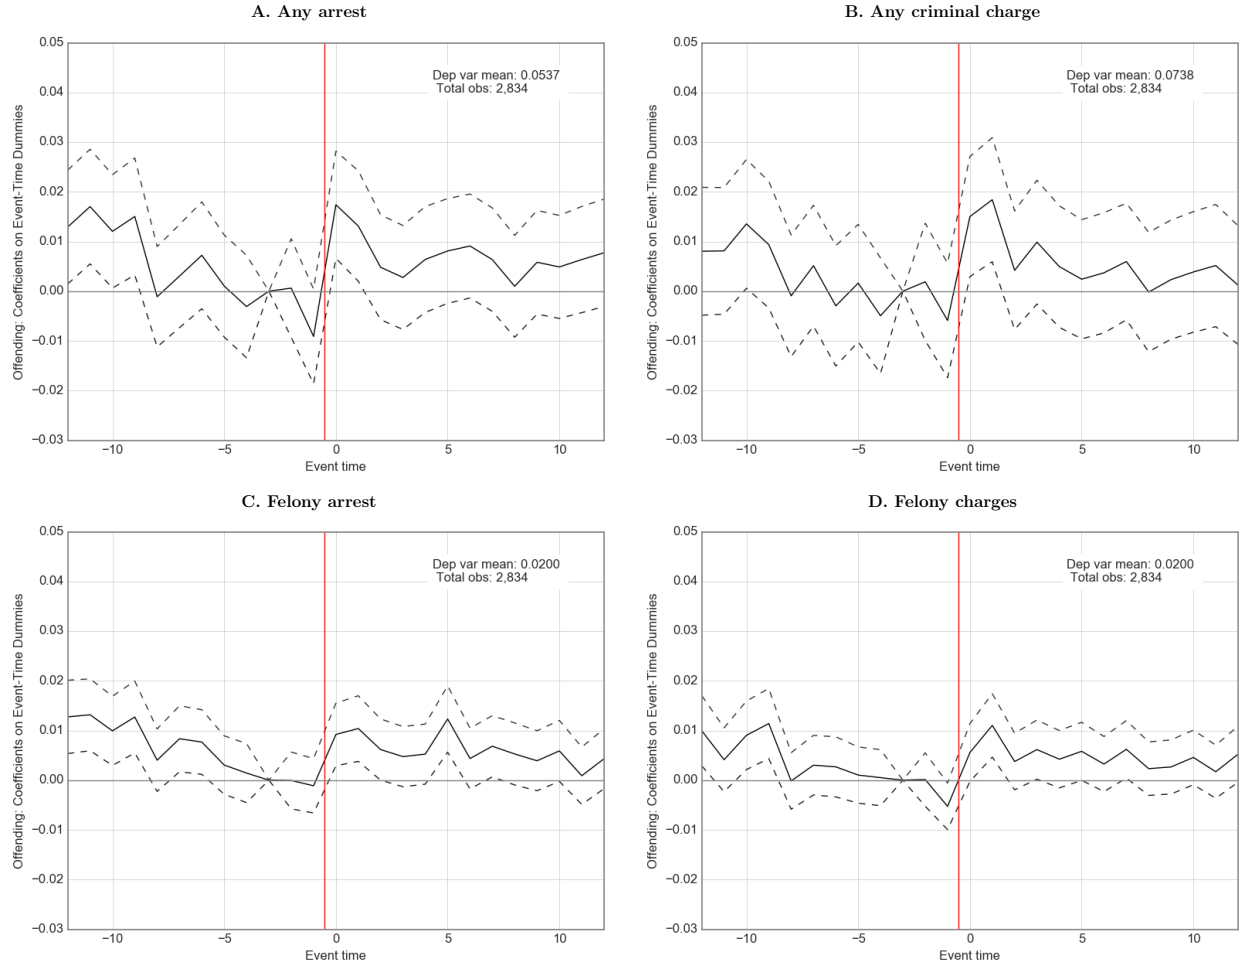 A. Any arrest
Offending: Coefficients on Event-Time Dummies
0.05
0.04
0.03
0.02
0.01
0.00
−0.01
−0.02
−0.03
Dep var mean: 0.0537
Total obs: 2,834
−10
−5
0
5
10
Event time
B. Any criminal charge
Offending: Coefficients on Event-Time Dummies
0.05
0.04
0.03
0.02
0.01
0.00
−0.01
−0.02
−0.03
Dep var mean: 0.0738
Total obs: 2,834
−10
−5
0
5
10
Event time
C. Felony arrest
Offending: Coefficients on Event-Time Dummies
0.05
0.04
0.03
0.02
0.01
0.00
−0.01
−0.02
−0.03
Dep var mean: 0.0200
Total obs: 2,834
−10
−5
0
5
10
Event time
D. Felony charges
Offending: Coefficients on Event-Time Dummies
0.05
0.04
0.03
0.02
0.01
0.00
−0.01
−0.02
−0.03
Dep var mean: 0.0200
Total obs: 2,834
−10
−5
0
5
10
Event time